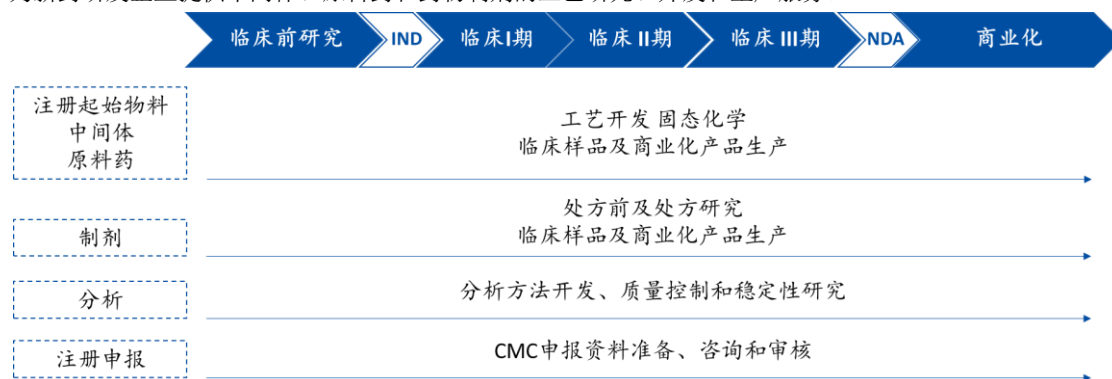 临床前研究 IND 临床I期 临床 II期 临床 III期 NDA 商业化
注册起始物料
中间体
原料药
工艺开发 固态化学
临床样品及商业化产品生产
制剂
处方前及处方研究
临床样品及商业化产品生产
分析
分析方法开发、质量控制和稳定性研究
注册申报
CMC申报资料准备、咨询和审核